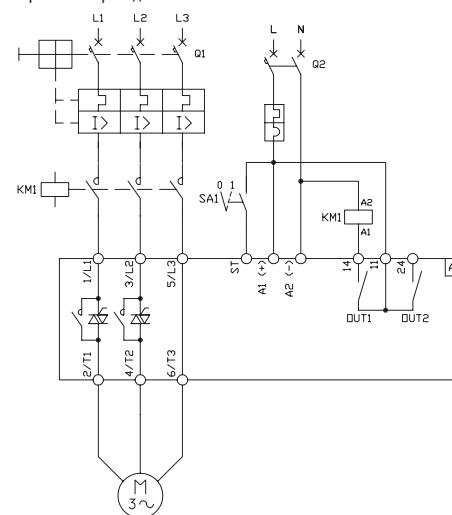 L1 L2 L3
L N
Q1
Q2
I> I> I>
KM1
0 1
SA1
A2
KM1
A1
1/L1 3/L2 5/L3 ST A1 (+) A2 (-) 14 11 24
OUT1 OUT2
2/T1 4/T2 6/T3
M
3~